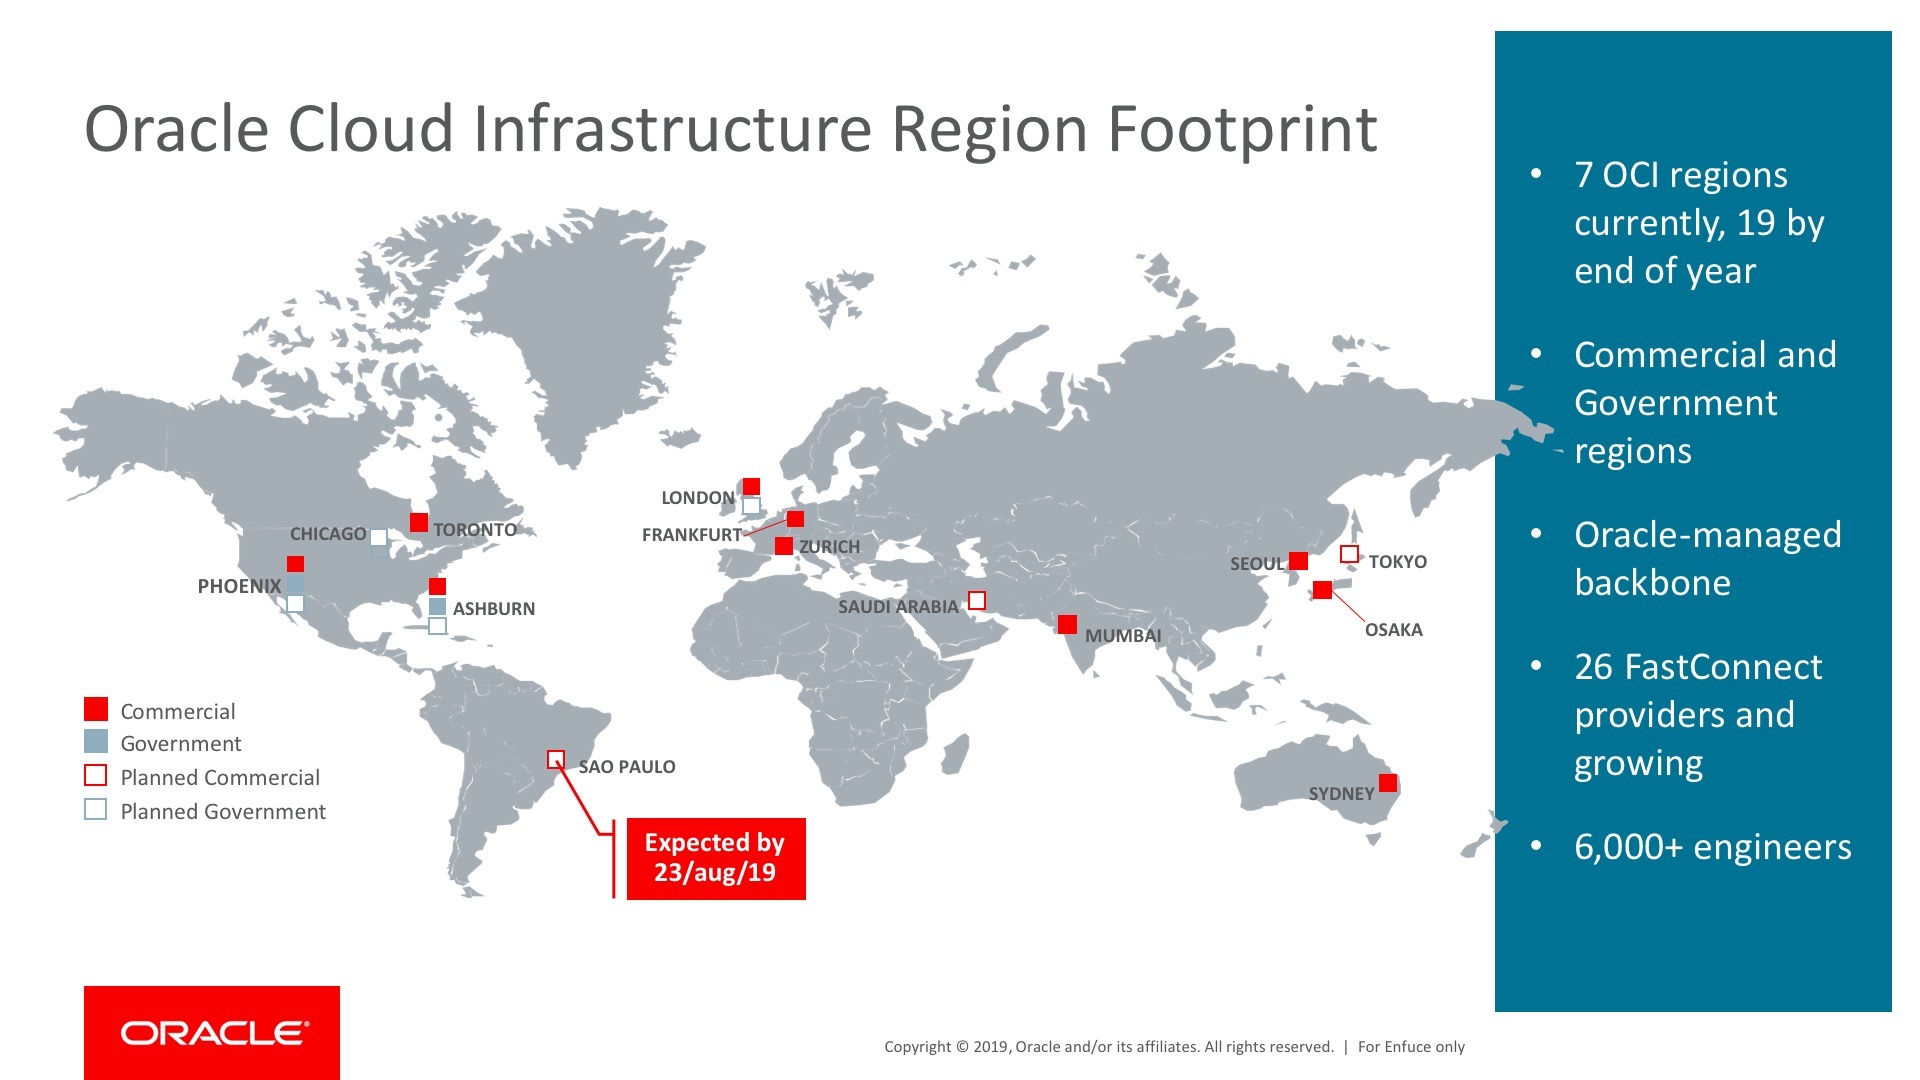 Oracle Cloud Infrastructure Region Footprint
• 7 OCI regions
currently, 19 by
end of year
• Commercial and
Government
regions
• Oracle-managed
backbone
• 26 FastConnect
providers and
growing
• 6,000+ engineers
LONDON
FRANKFURT
ZURICH
CHICAGO
TORONTO
PHOENIX
ASHBURN
SEOUL
TOKYO
SAUDI ARABIA
MUMBAI
OSAKA
SAO PAULO
SYDNEY
Commercial
Government
Planned Commercial
Planned Government
Expected by
23/aug/19
ORACLE®
Copyright © 2019, Oracle and/or its affiliates. All rights reserved. | For Enfuce only